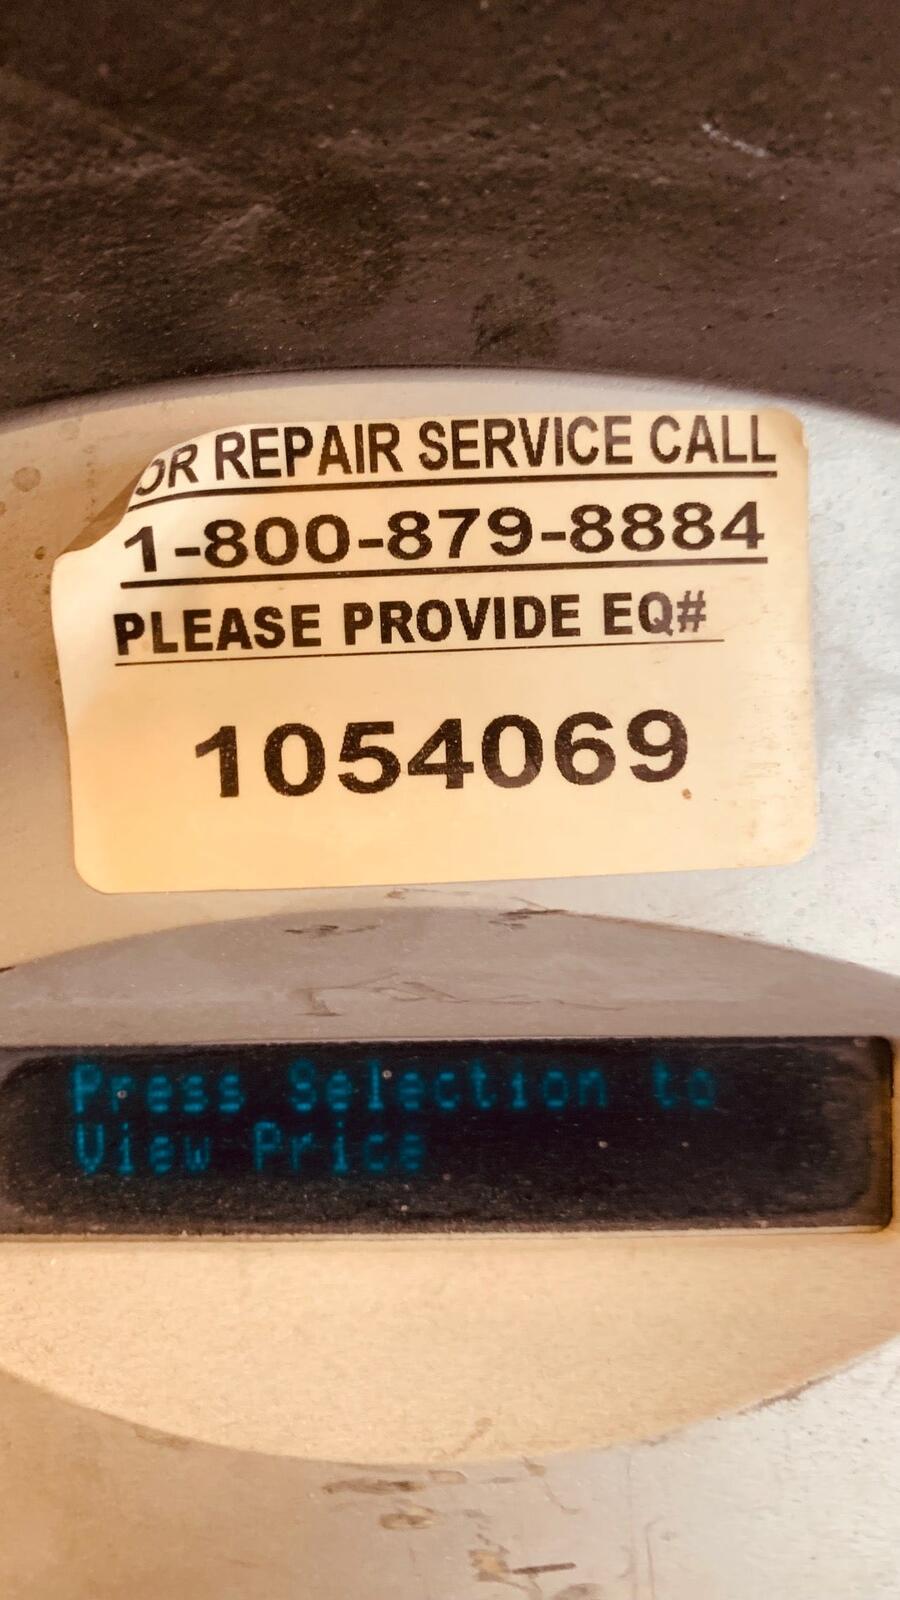 OR REPAIR SERVICE CALL
1-800-879-8884
PLEASE PROVIDE EQ#
1054069
Press Selection to
View Price